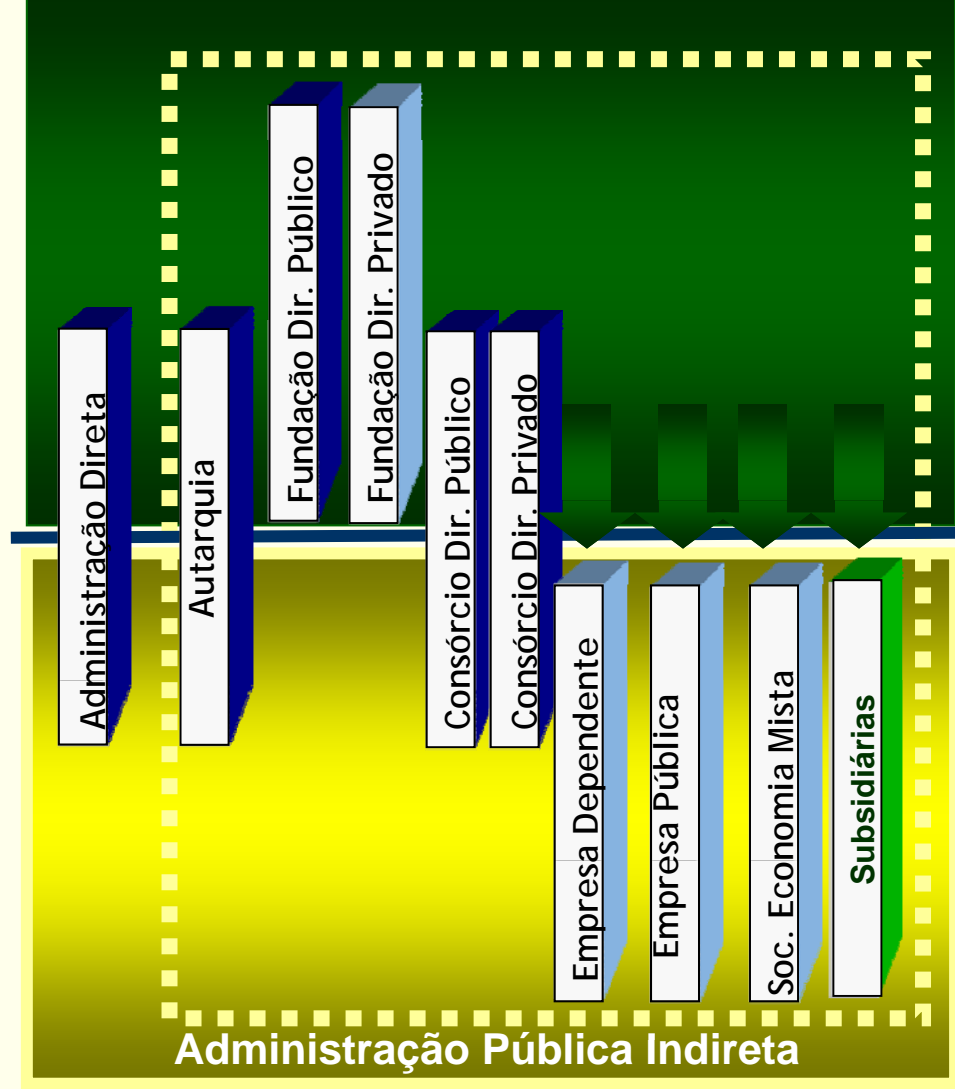 Administração Direta
Autarquia
Fundação Dir. Público
Fundação Dir. Privado
Consórcio Dir. Público
Consórcio Dir. Privado
Empresa Dependente
Empresa Pública
Soc. Economia Mista
Subsidiárias
Administração Pública Indireta